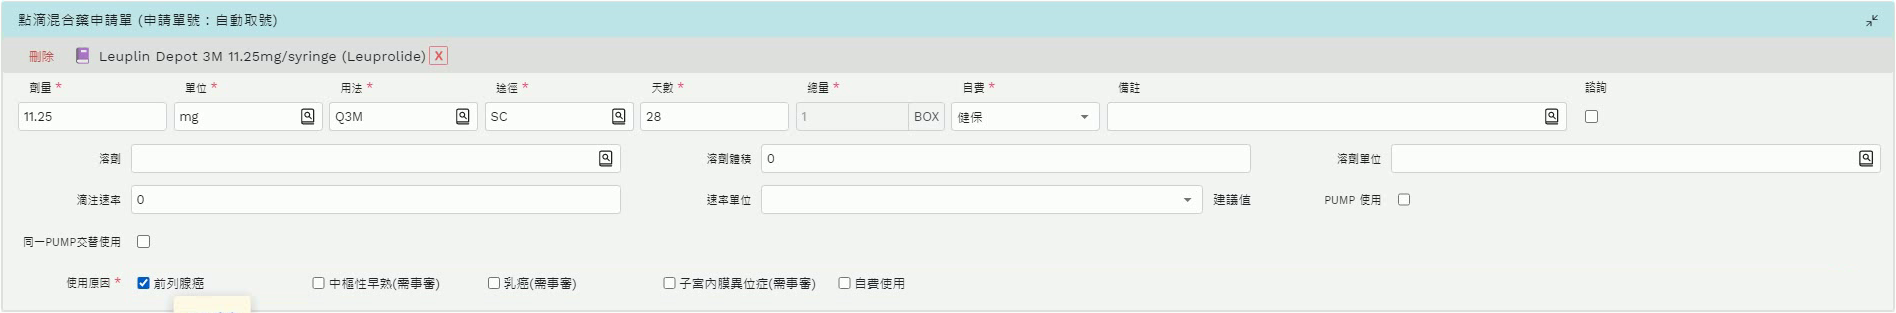 點滴混合藥申請單 (申請單號：自動取號)
刪除 Leuplin Depot 3M 11.25mg/syringe (Leuprolide) X
劑量 * 單位 * 用法 * 途徑 * 天數 * 總量 * 自費 * 備註 諮詢
11.25 mg Q3M SC 28 1 BOX 健保
溶劑 溶劑體積 0 溶劑單位
滴注速率 0 速率單位 建議值 PUMP 使用
同一PUMP交替使用
使用原因 * 前列腺癌 中樞性早熟(需事審) 乳癌(需事審) 子宮內膜異位症(需事審) 自費使用